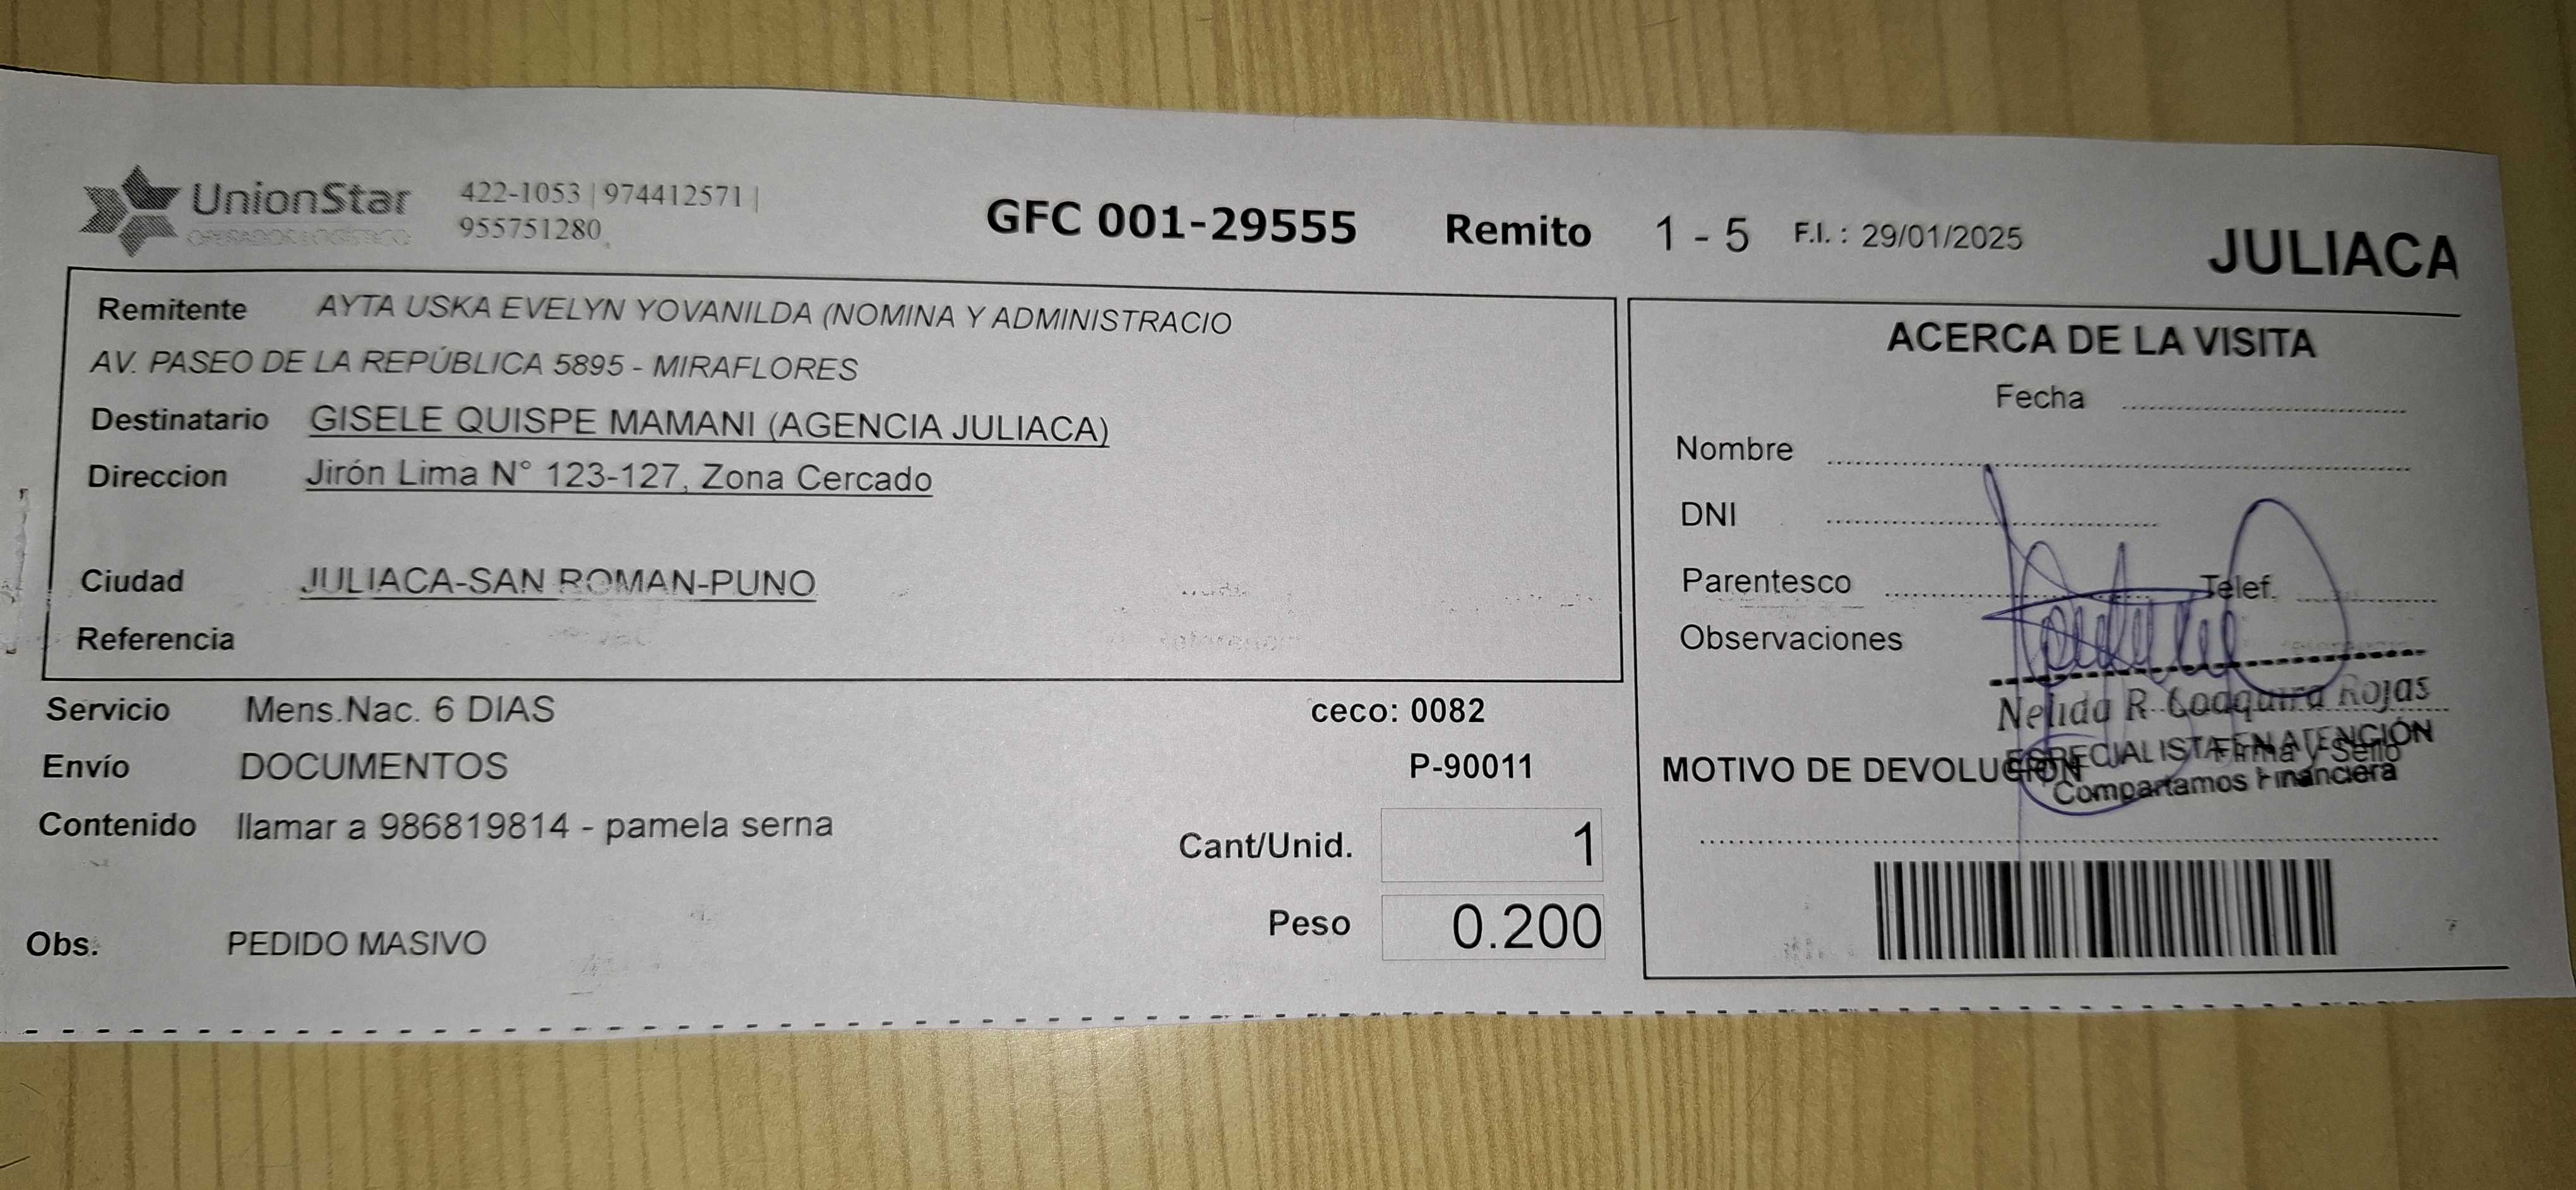 UnionStar
OPERADOR LOGÍSTICO
422-1053 | 974412571 |
955751280
GFC 001-29555 Remito 1 - 5 F.I. : 29/01/2025
JULIACA
Remitente AYTA USKA EVELYN YOVANILDA (NOMINA Y ADMINISTRACIO
AV. PASEO DE LA REPÚBLICA 5895 - MIRAFLORES
Destinatario GISELE QUISPE MAMANI (AGENCIA JULIACA)
Direccion Jirón Lima N° 123-127, Zona Cercado
Ciudad JULIACA-SAN ROMAN-PUNO
Referencia
Servicio Mens.Nac. 6 DIAS
ceco: 0082
Envío DOCUMENTOS
P-90011
Contenido llamar a 986819814 - pamela serna
Cant/Unid. 1
Peso 0.200
Obs. PEDIDO MASIVO
ACERCA DE LA VISITA
Fecha
Nombre
DNI
Parentesco Telef.
Observaciones
Nelida R. Coaquira Rojas
ESPECIALISTA EN ATENCIÓN
Compartamos Financiera
Firma y Sello
MOTIVO DE DEVOLUCIÓN